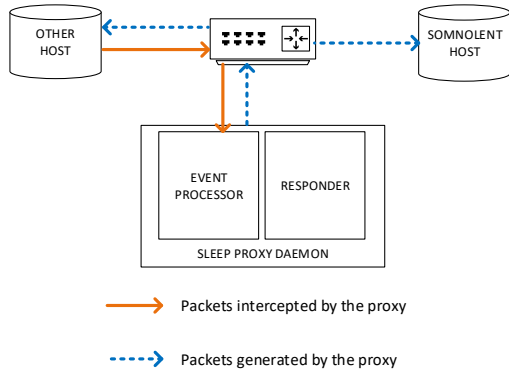 OTHER
HOST
SOMNOLENT
HOST
EVENT
PROCESSOR
RESPONDER
SLEEP PROXY DAEMON
Packets intercepted by the proxy
Packets generated by the proxy